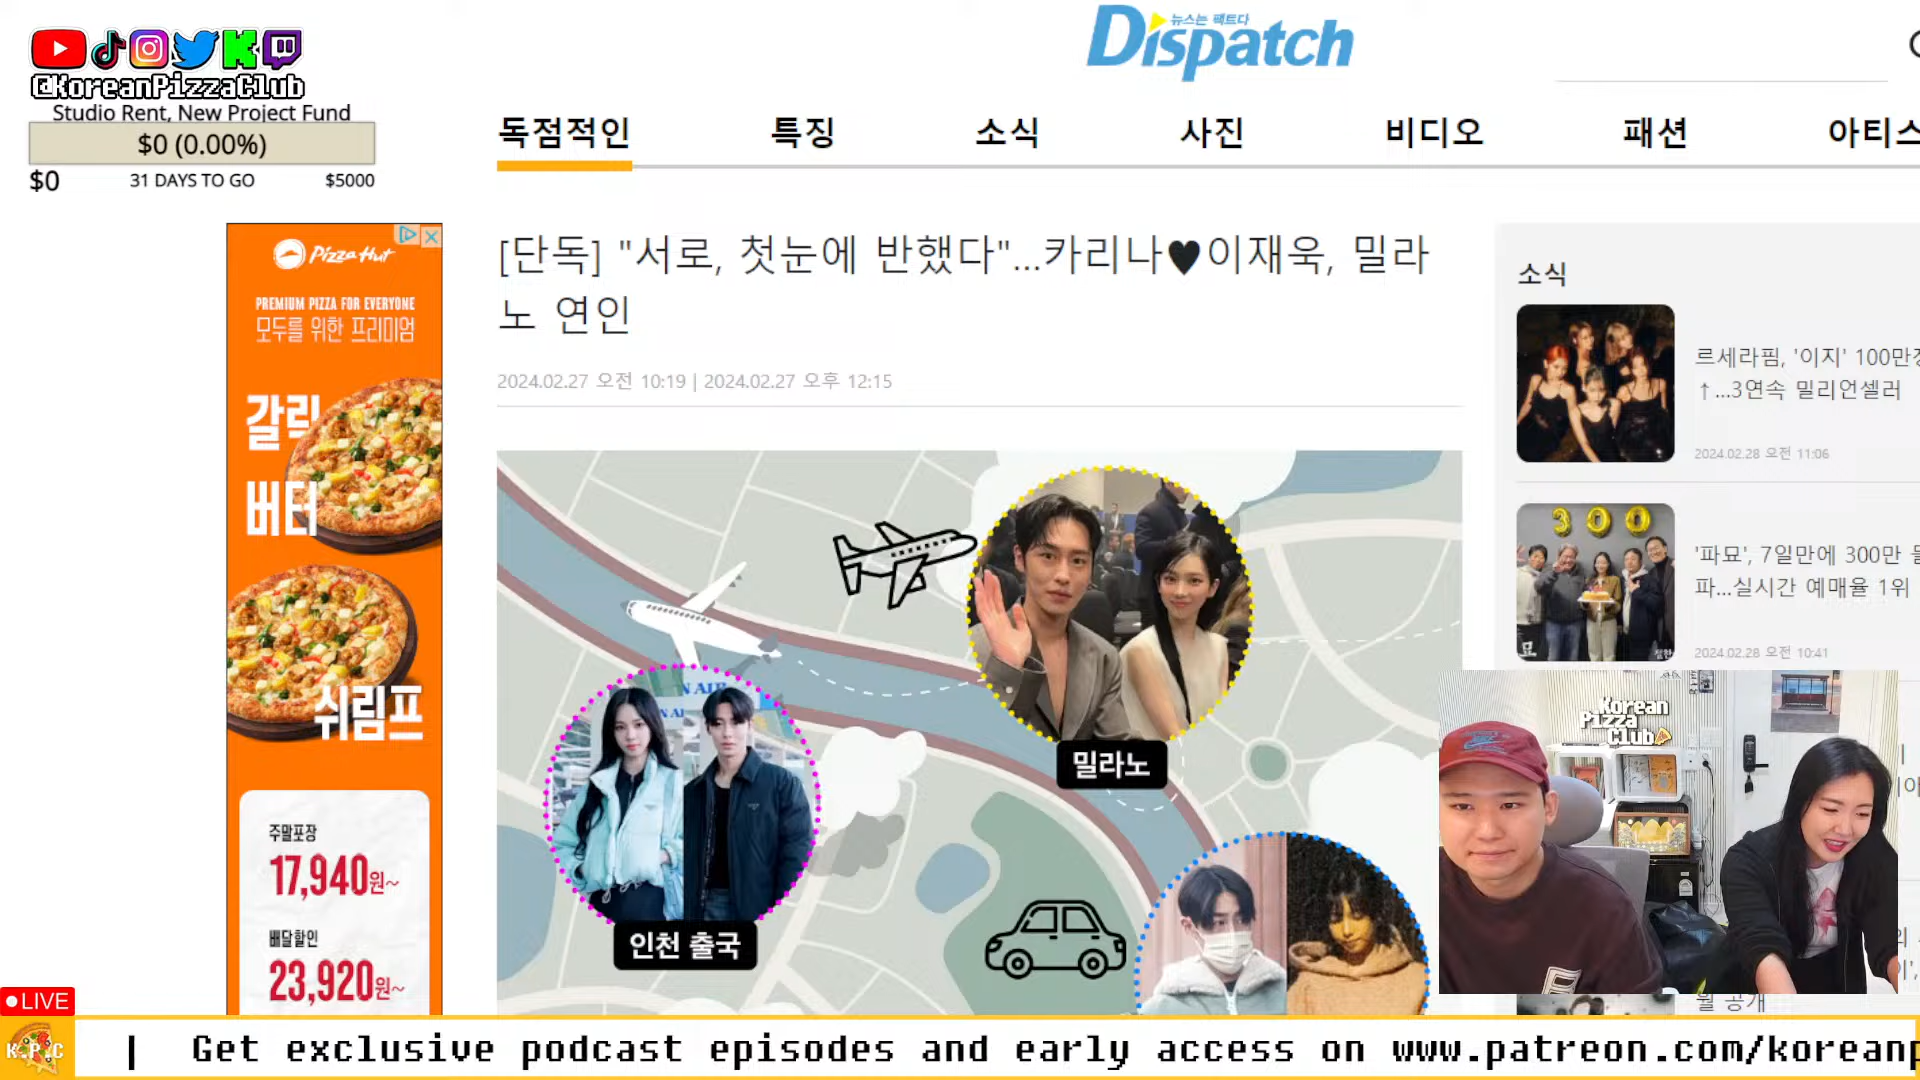 @KoreanPizzaClub
Studio Rent, New Project Fund
$0 (0.00%)
$0 31 DAYS TO GO $5000
뉴스는 팩트다
Dispatch
독점적인 특징 소식 사진 비디오 패션 아티스
[단독] "서로, 첫눈에 반했다"...카리나♥이재욱, 밀라
노 연인
2024.02.27 오전 10:19 | 2024.02.27 오후 12:15
Pizza Hut
PREMIUM PIZZA FOR EVERYONE
모두를 위한 프리미엄
갈릭
버터
쉬림프
주말포장
17,940원~
배달할인
23,920원~
N AIR
밀라노
인천 출국
소식
르세라핌, '이지' 100만장
↑...3연속 밀리언셀러
2024.02.28 오전 11:06
300
'파묘', 7일만에 300만
파...실시간 예매율 1위
2024.02.28 오전 10:41
Korean
Pizza
Club
월 공개
LIVE
K.P.C
| Get exclusive podcast episodes and early access on www.patreon.com/koreanp